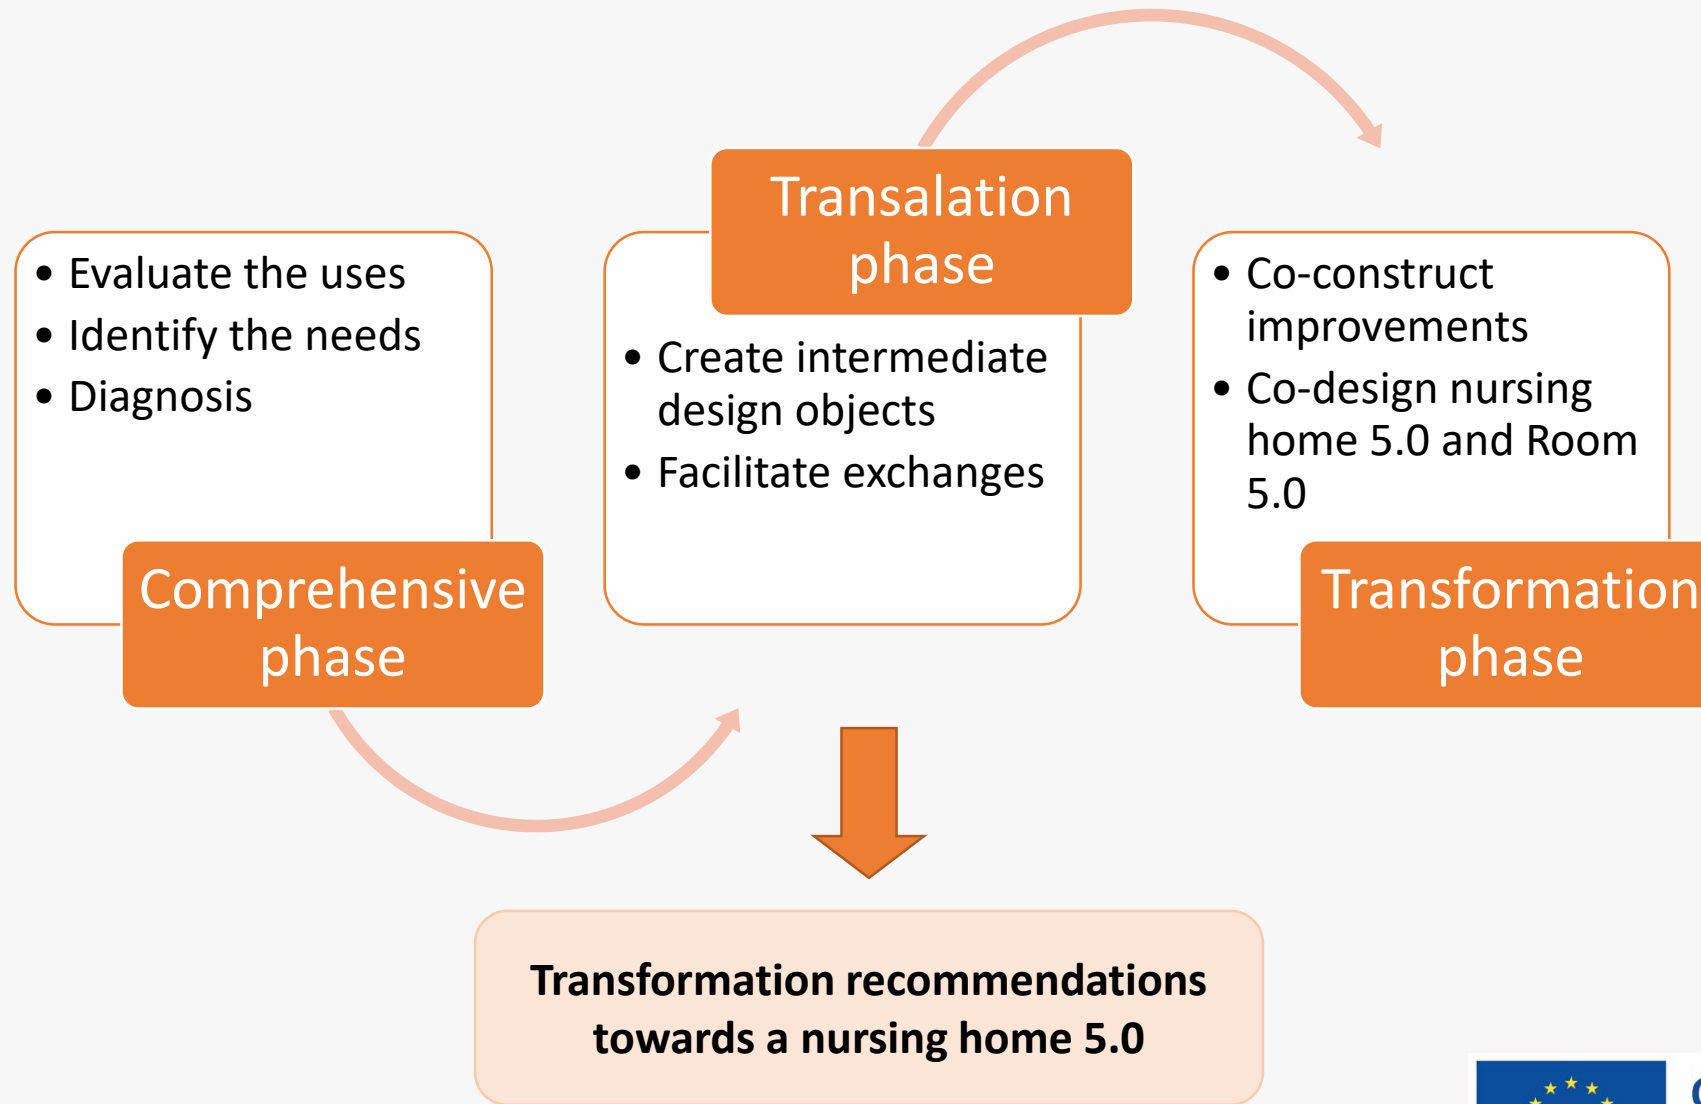 • Evaluate the uses
• Identify the needs
• Diagnosis
Comprehensive
phase
Transalation
phase
• Create intermediate
design objects
• Facilitate exchanges
• Co-construct
improvements
• Co-design nursing
home 5.0 and Room
5.0
Transformation
phase
Transformation recommendations
towards a nursing home 5.0